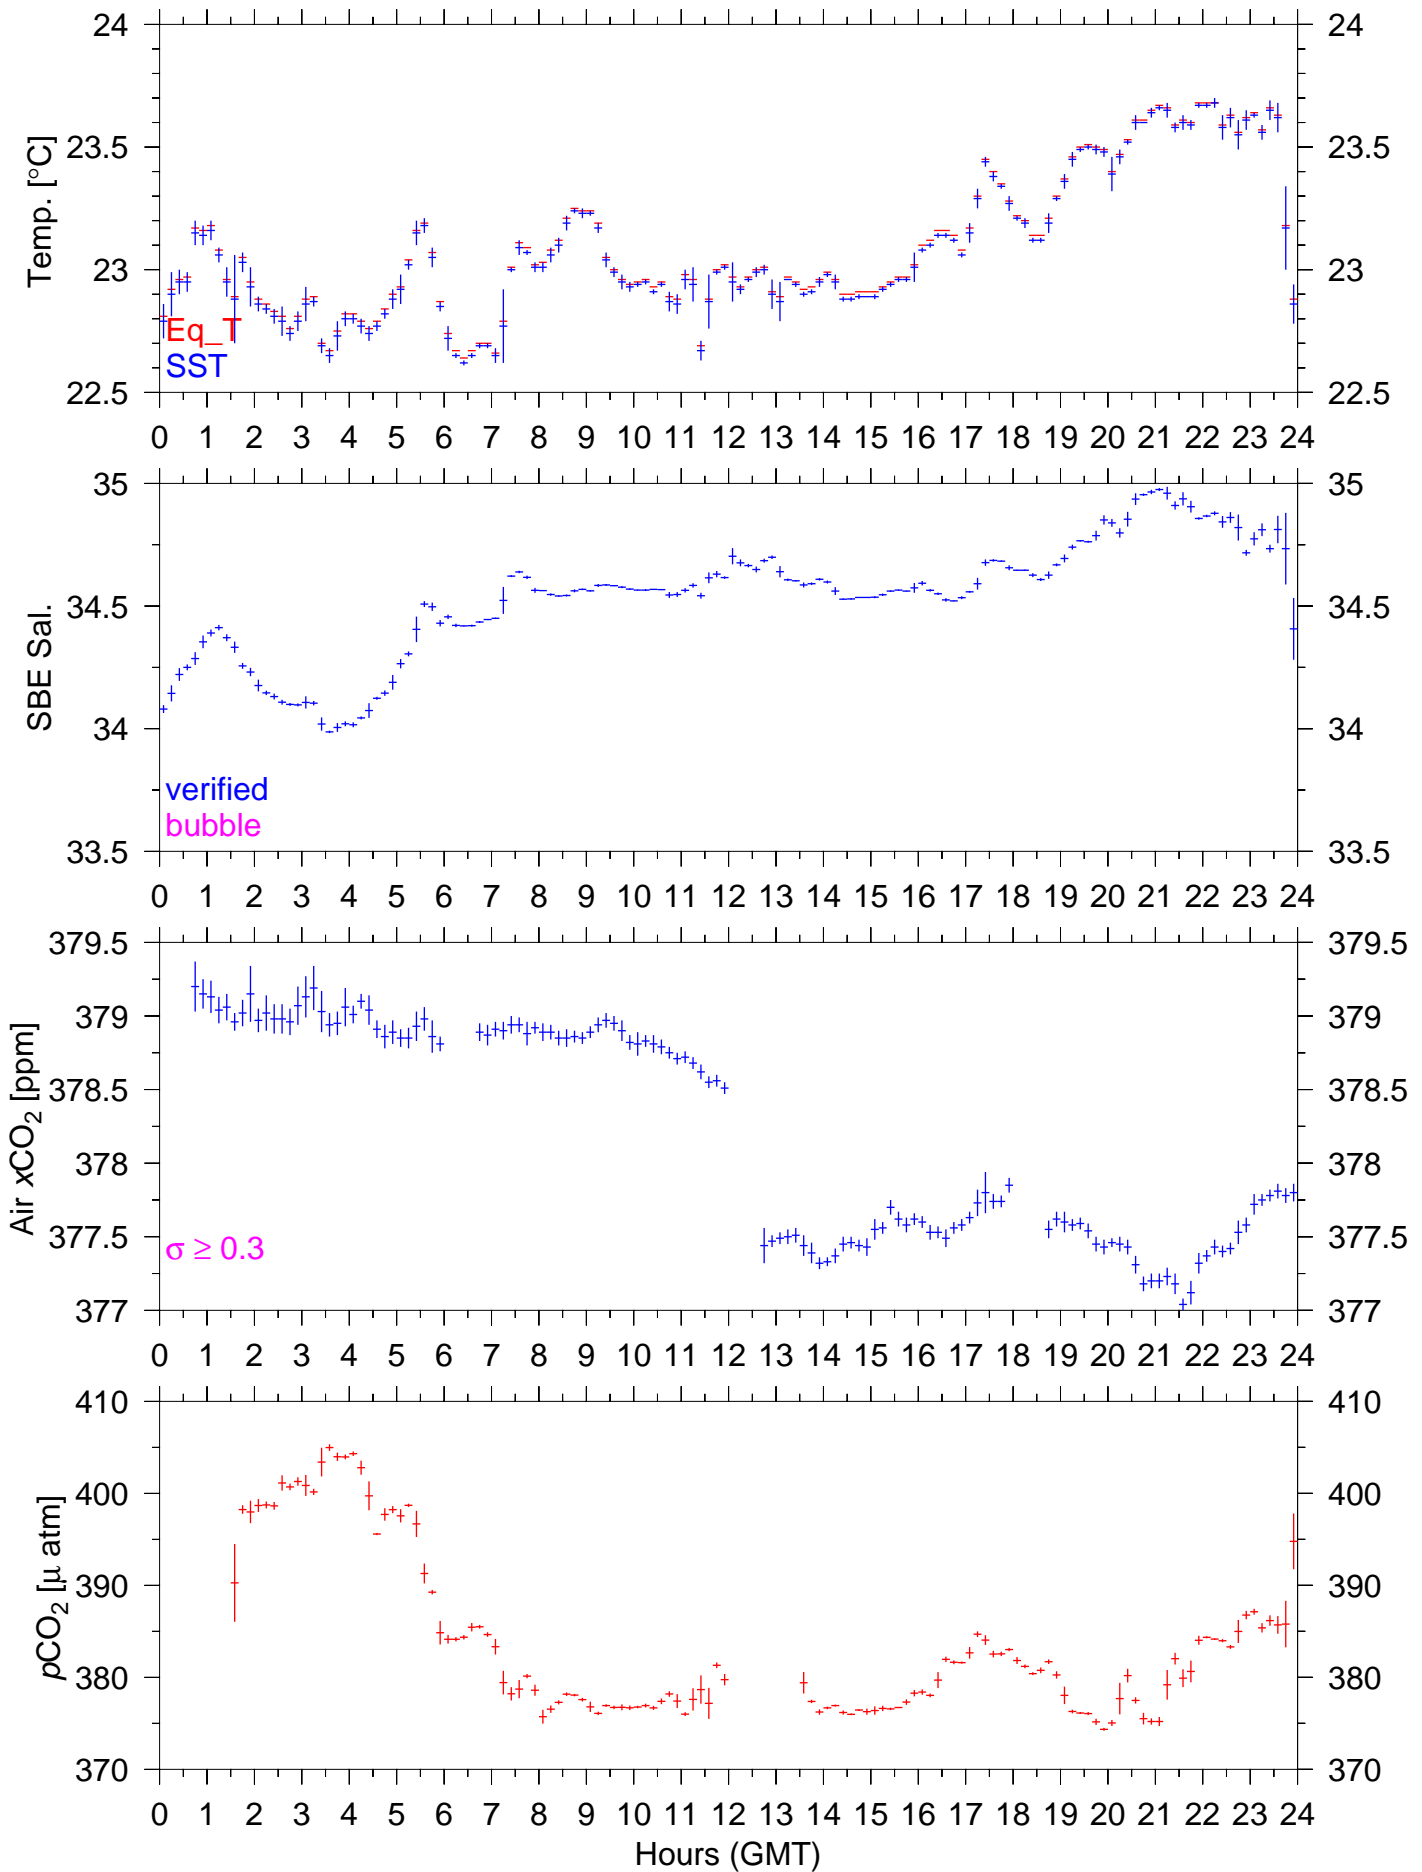 24 24
Temp. [°C]
23.5 23.5
23 23
Eq_T
SST
22.5 22.5
0 1 2 3 4 5 6 7 8 9 10 11 12 13 14 15 16 17 18 19 20 21 22 23 24
35 35
SBE Sal.
34.5 34.5
34 34
verified
bubble
33.5 33.5
0 1 2 3 4 5 6 7 8 9 10 11 12 13 14 15 16 17 18 19 20 21 22 23 24
379.5 379.5
Air xCO₂ [ppm]
379 379
378.5 378.5
378 378
377.5 377.5
σ ≥ 0.3
377 377
0 1 2 3 4 5 6 7 8 9 10 11 12 13 14 15 16 17 18 19 20 21 22 23 24
410 410
pCO₂ [μ atm]
400 400
390 390
380 380
370 370
0 1 2 3 4 5 6 7 8 9 10 11 12 13 14 15 16 17 18 19 20 21 22 23 24
Hours (GMT)